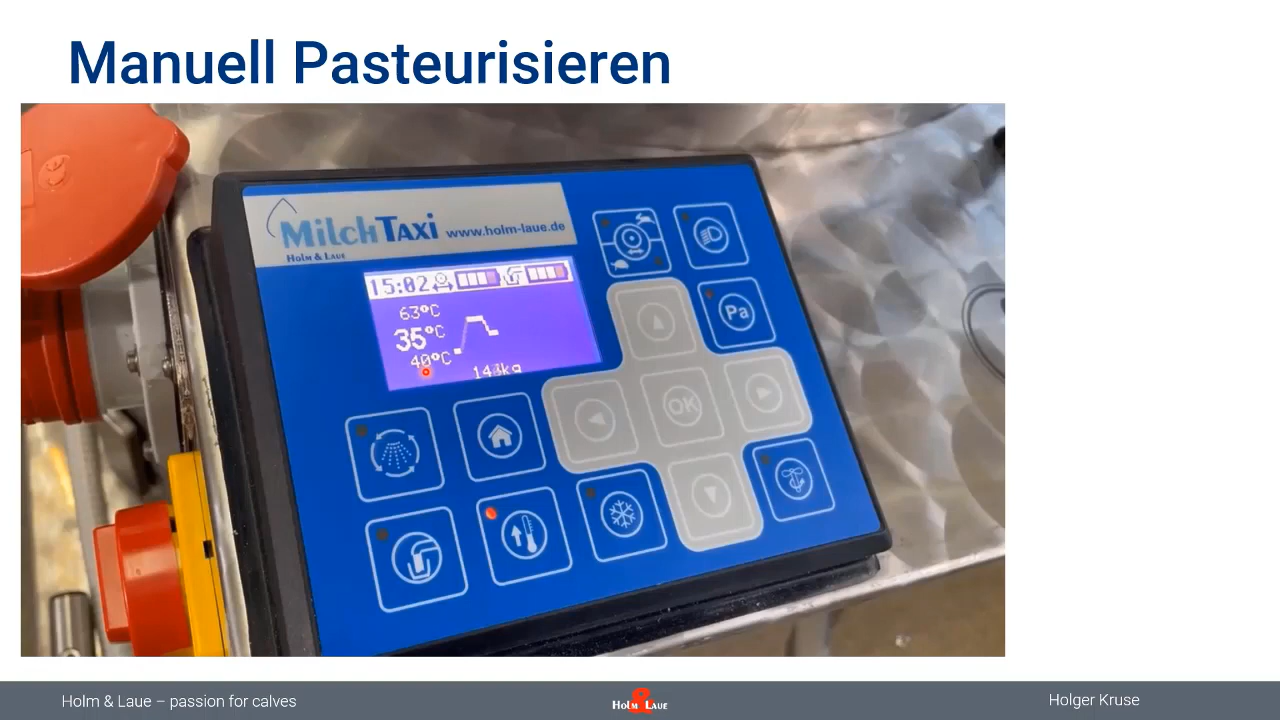 Manuell Pasteurisieren
MilchTaxi www.holm-laue.de
Holm & Laue
15:02
63°C
35°C
40°C
Pa
OK
Holm & Laue – passion for calves
Holm & Laue
Holger Kruse